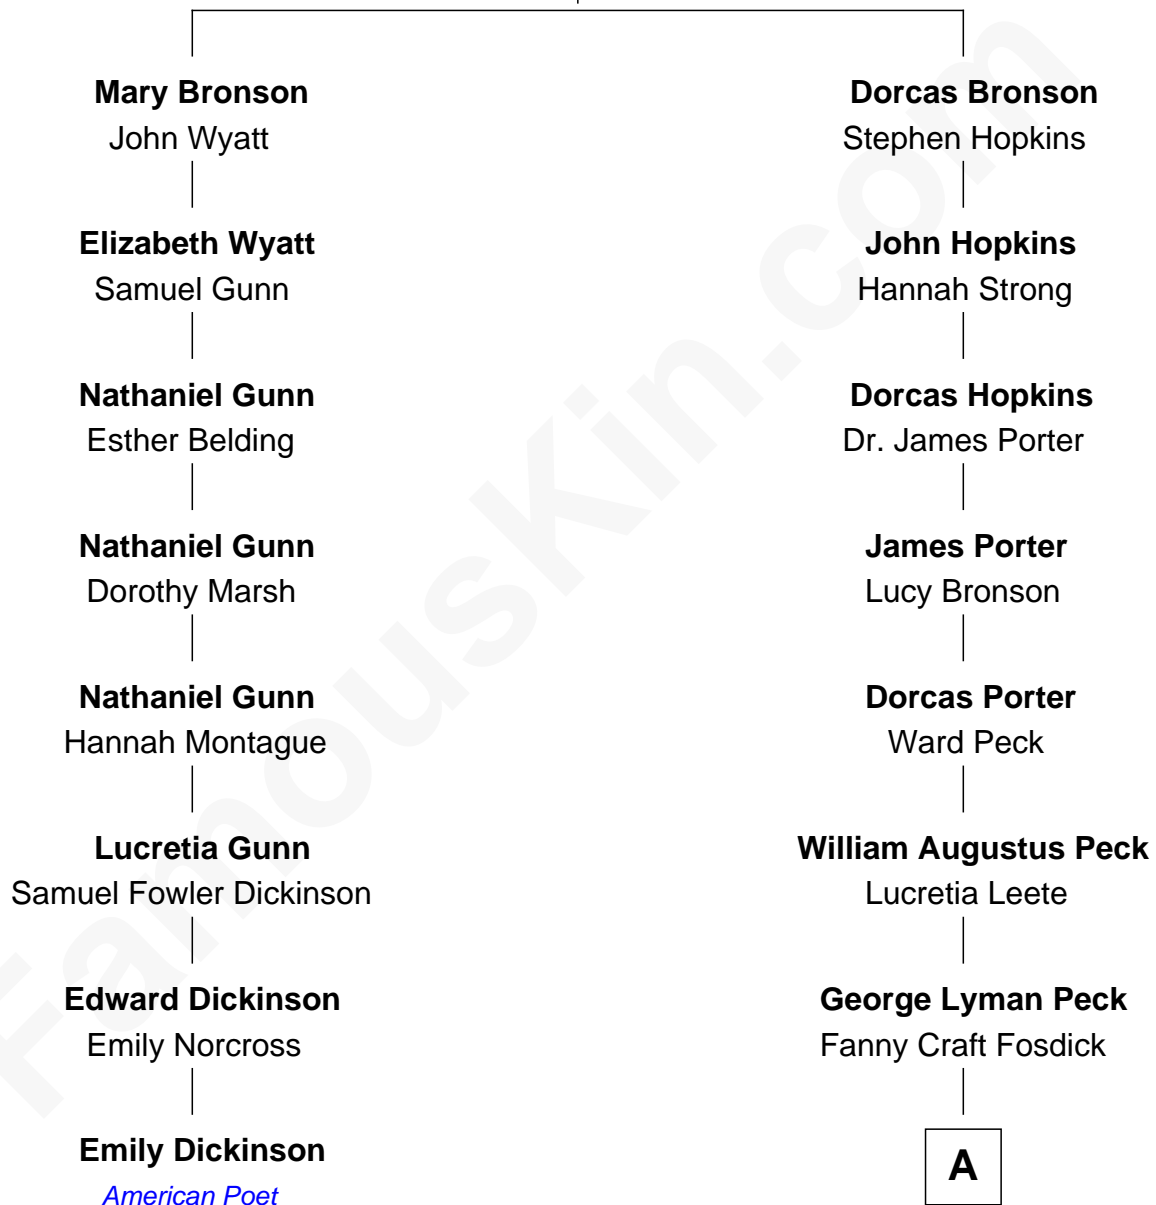 Mary Bronson
John Wyatt
Elizabeth Wyatt
Samuel Gunn
Nathaniel Gunn
Esther Belding
Nathaniel Gunn
Dorothy Marsh
Nathaniel Gunn
Hannah Montague
Lucretia Gunn
Samuel Fowler Dickinson
Edward Dickinson
Emily Norcross
Emily Dickinson
American Poet
Dorcas Bronson
Stephen Hopkins
John Hopkins
Hannah Strong
Dorcas Hopkins
Dr. James Porter
James Porter
Lucy Bronson
Dorcas Porter
Ward Peck
William Augustus Peck
Lucretia Leete
George Lyman Peck
Fanny Craft Fosdick
A
FamousKin.com